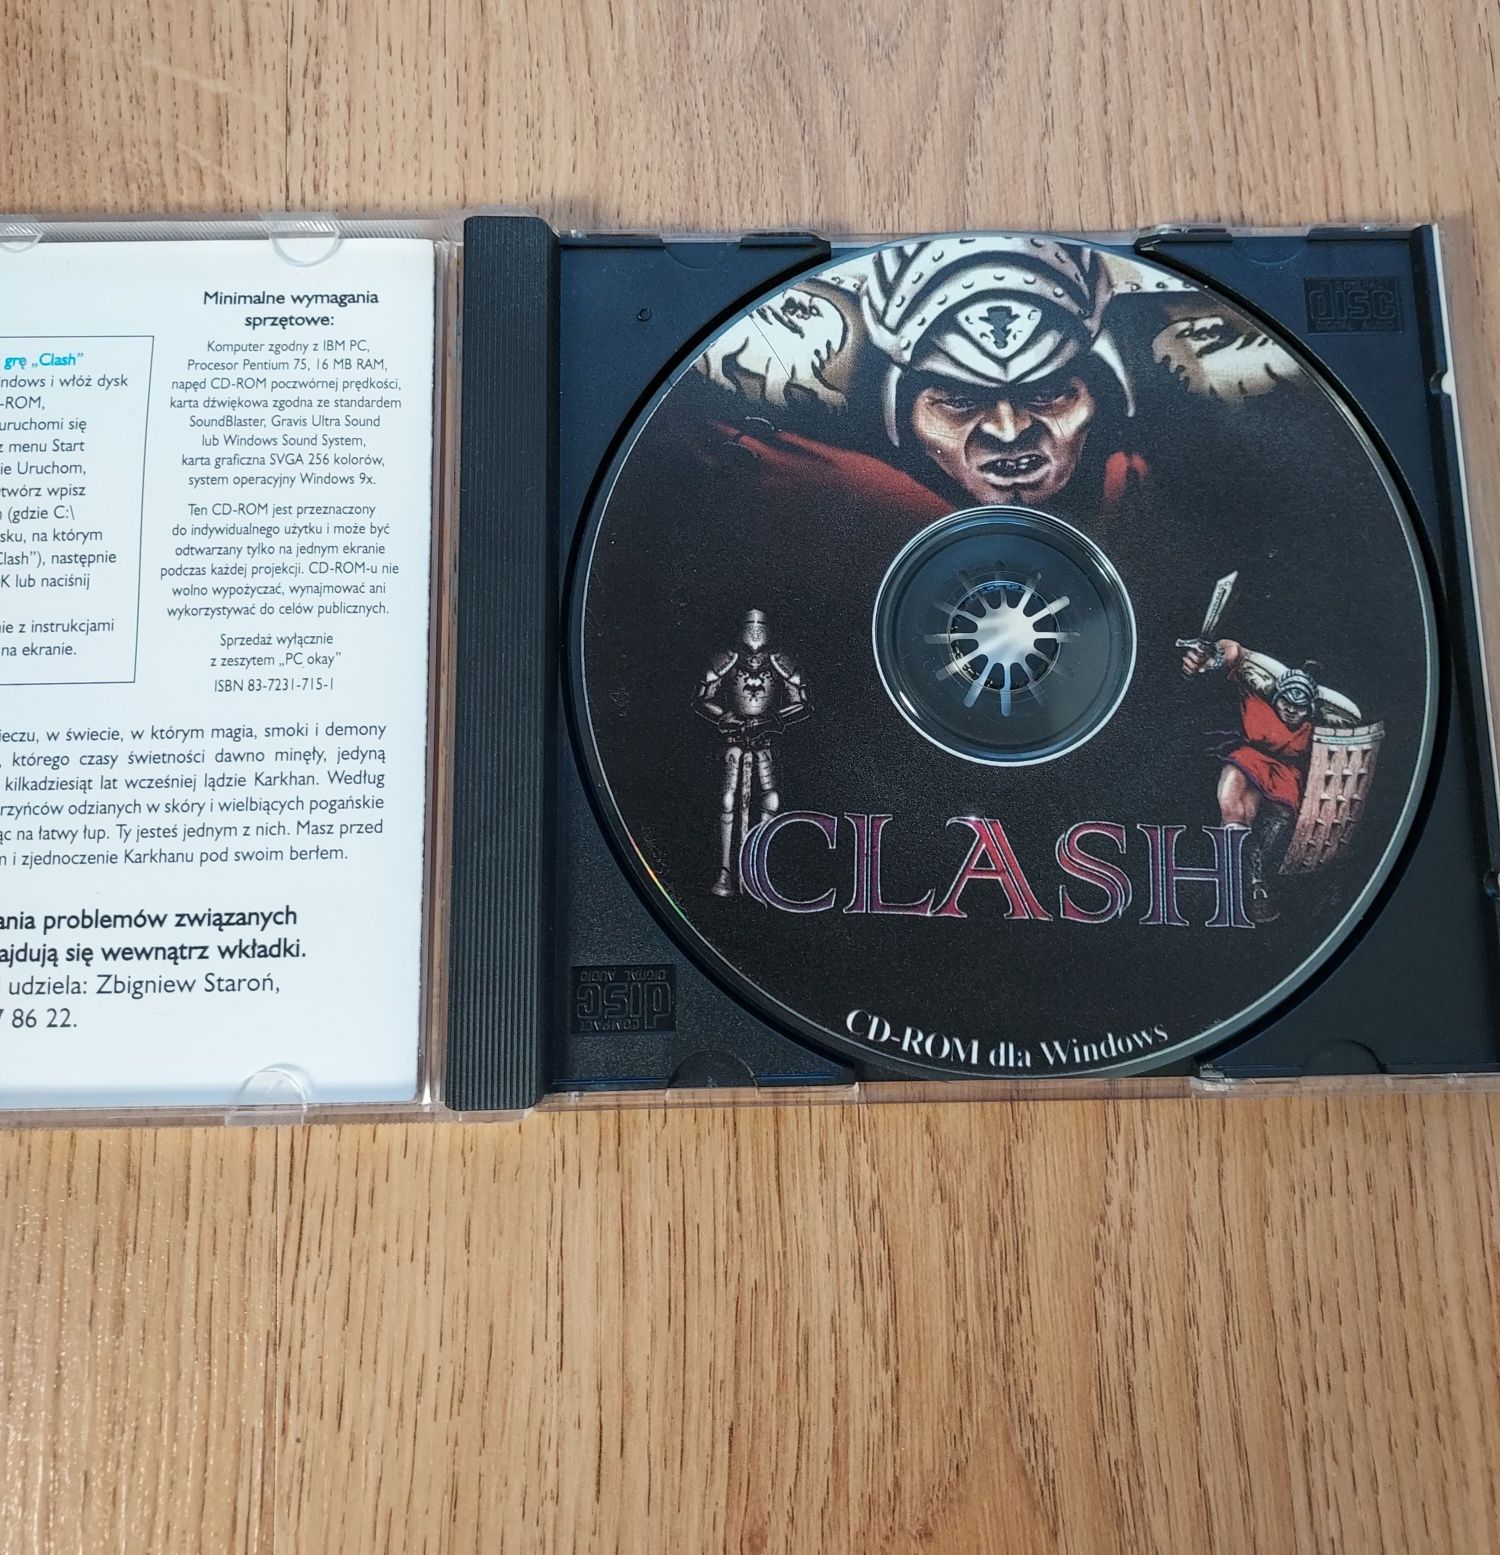 Minimalne wymagania
sprzętowe:
Komputer zgodny z IBM PC,
Procesor Pentium 75, 16 MB RAM,
napęd CD-ROM poczwórnej prędkości,
karta dźwiękowa zgodna ze standardem
SoundBlaster, Gravis Ultra Sound
lub Windows Sound System,
karta graficzna SVGA 256 kolorów,
system operacyjny Windows 9x.
Ten CD-ROM jest przeznaczony
do indywidualnego użytku i może być
odtwarzany tylko na jednym ekranie
podczas każdej projekcji. CD-ROM-u nie
wolno wypożyczać, wynajmować ani
wykorzystywać do celów publicznych.
Sprzedaż wyłącznie
z zeszytem „PC okay”
ISBN 83-7231-715-1
grę „Clash”
ndows i włóż dysk
-ROM,
uruchomi się
z menu Start
ie Uruchom,
twórz wpisz
(gdzie C:\
sku, na którym
Clash”), następnie
K lub naciśnij
nie z instrukcjami
na ekranie.
ieczu, w świecie, w którym magia, smoki i demony
, którego czasy świetności dawno minęły, jedyną
kilkadziesiąt lat wcześniej lądzie Karkhan. Według
rzyńców odzianych w skóry i wielbiących pogańskie
ąc na łatwy łup. Ty jesteś jednym z nich. Masz przed
m i zjednoczenie Karkhanu pod swoim berłem.
ania problemów związanych
ajdują się wewnątrz wkładki.
i udziela: Zbigniew Staroń,
7 86 22.
COMPACT
disc
DIGITAL AUDIO
CLASH
CD-ROM dla Windows
COMPACT
disc
DIGITAL AUDIO